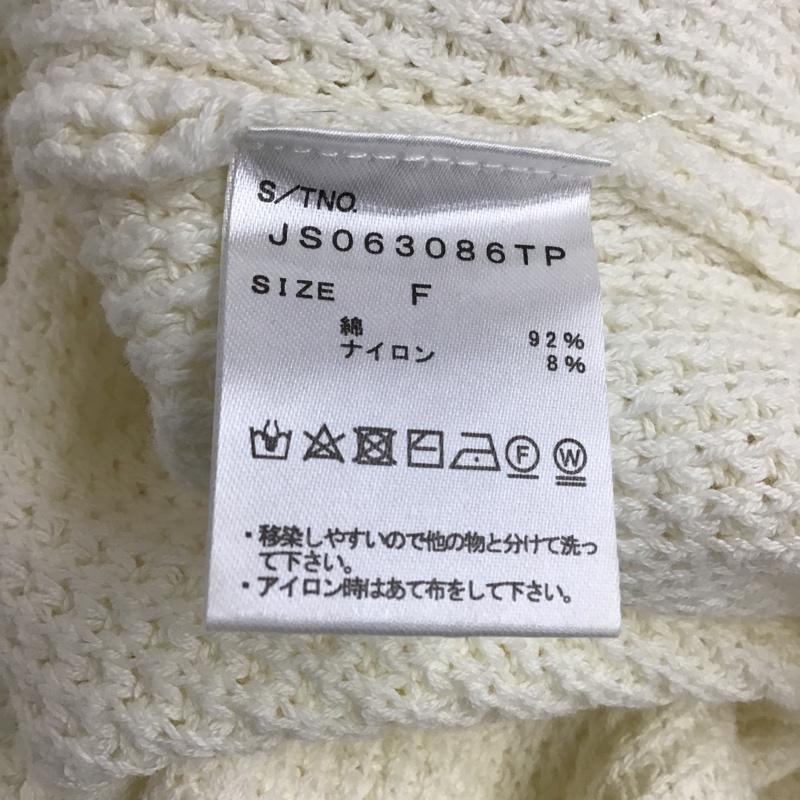 S/TNO.
JS063086TP
SIZE F
綿 92%
ナイロン 8%
F W
・移染しやすいので他の物と分けて洗っ
て下さい。
・アイロン時はあて布をして下さい。